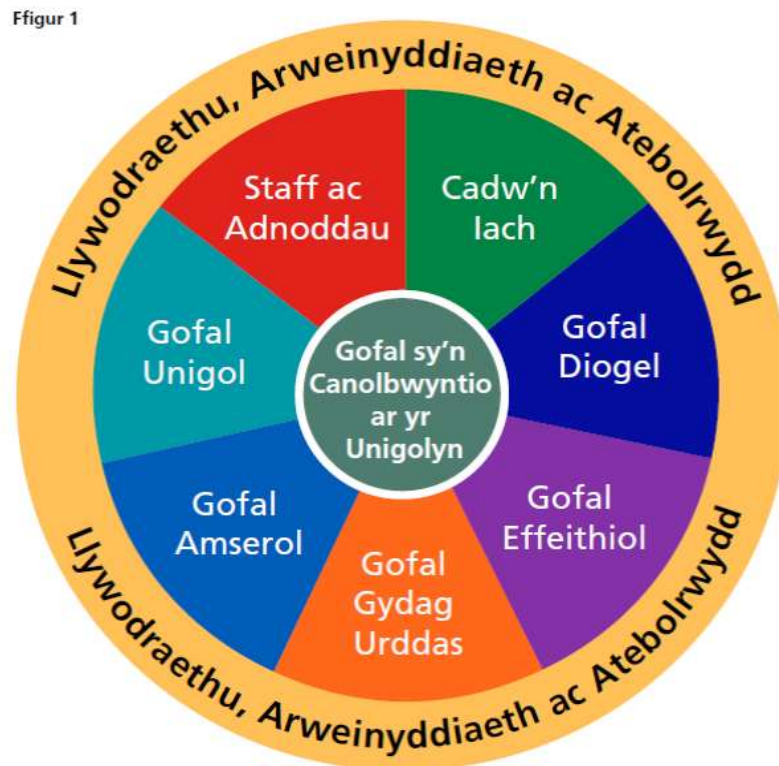 Ffigur 1
Llywodraethu, Arweinyddiaeth ac Atebolrwydd
Staff ac
Adnoddau
Cadw'n
Iach
Gofal
Diogel
Gofal
Effeithiol
Gofal
Gydag
Urddas
Gofal
Amserol
Gofal
Unigol
Gofal sy'n
Canolbwyntio
ar yr
Unigolyn
Llywodraethu, Arweinyddiaeth ac Atebolrwydd